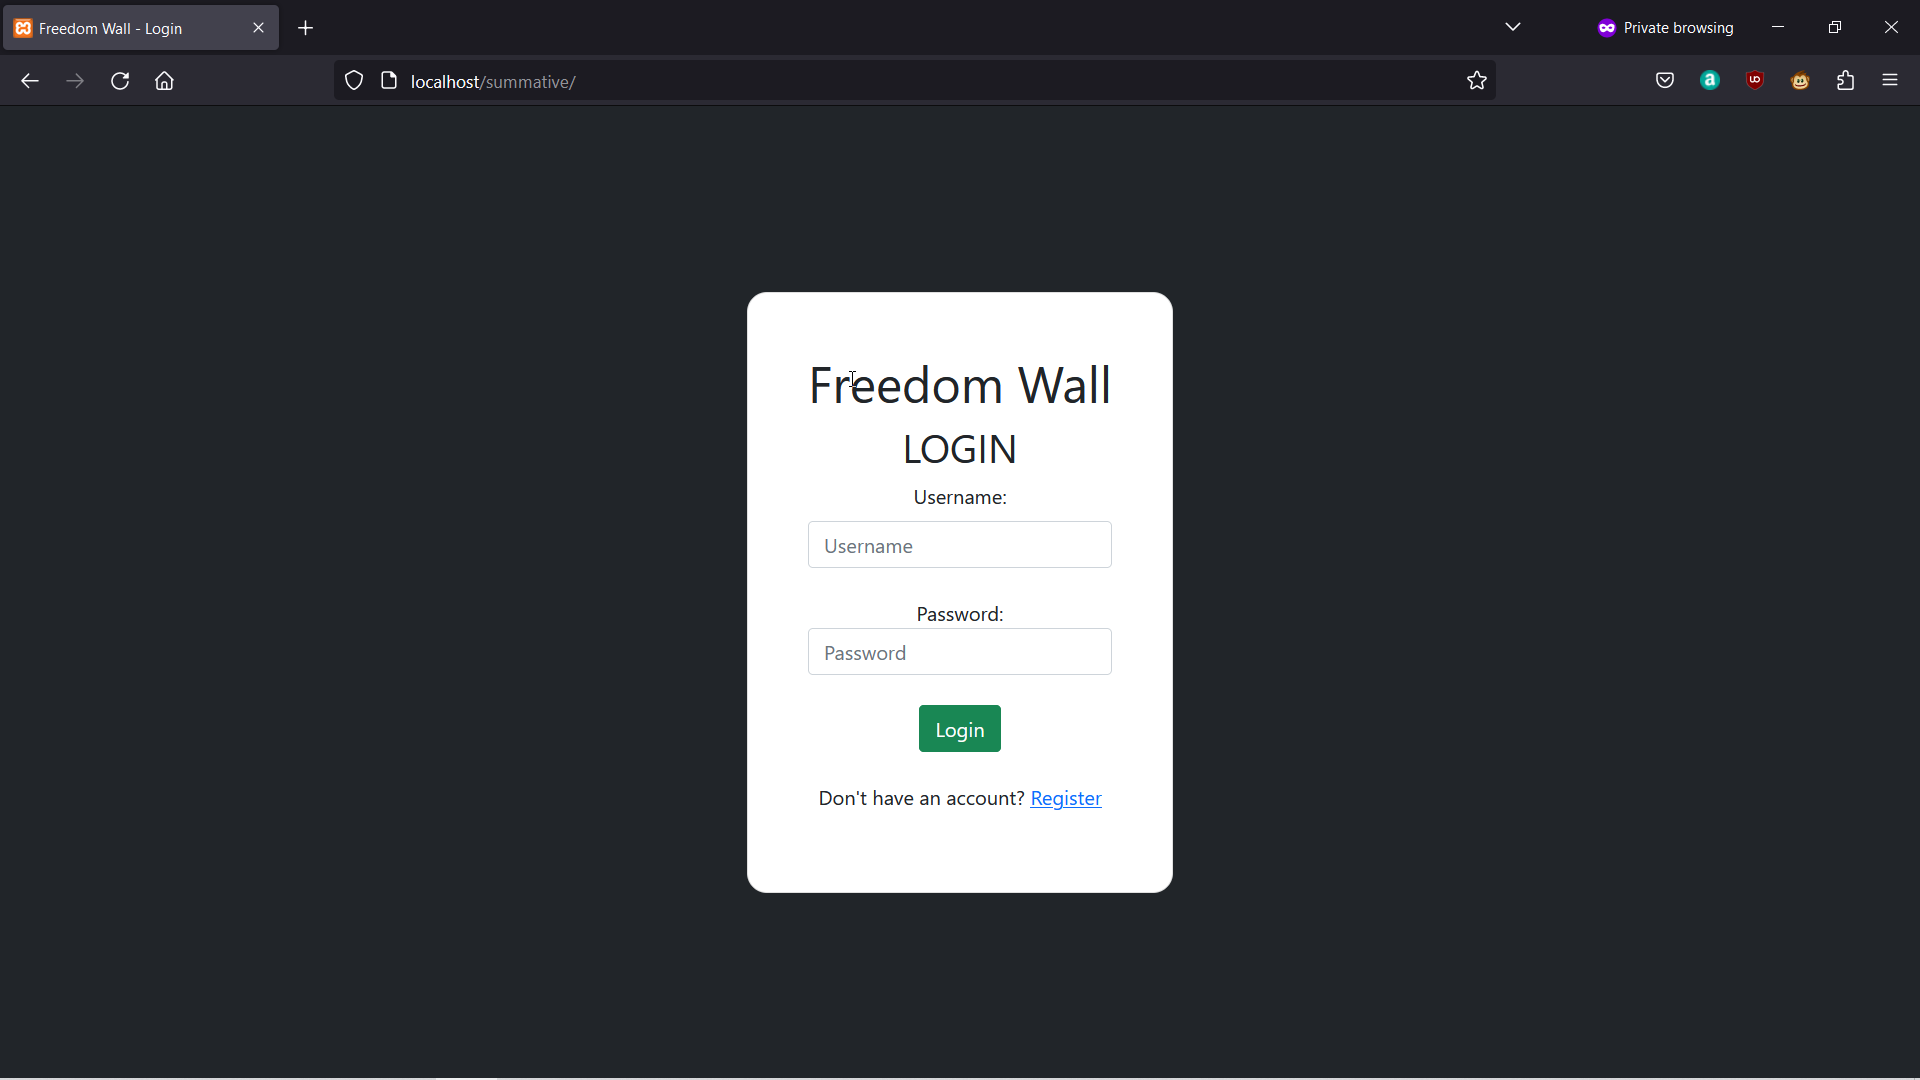 Freedom Wall - Login
Private browsing
localhost/summative/
Freedom Wall
LOGIN
Username:
Username
Password:
Password
Login
Don't have an account? Register